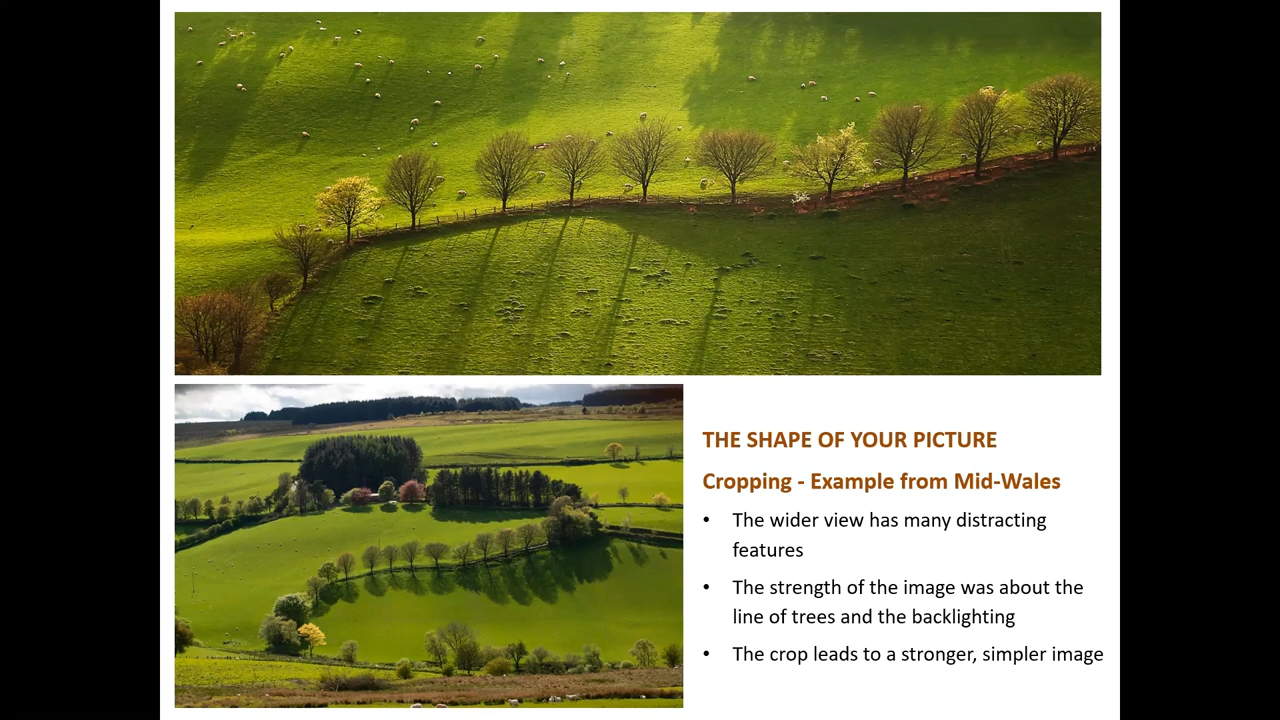 THE SHAPE OF YOUR PICTURE
Cropping - Example from Mid-Wales
• The wider view has many distracting
features
• The strength of the image was about the
line of trees and the backlighting
• The crop leads to a stronger, simpler image